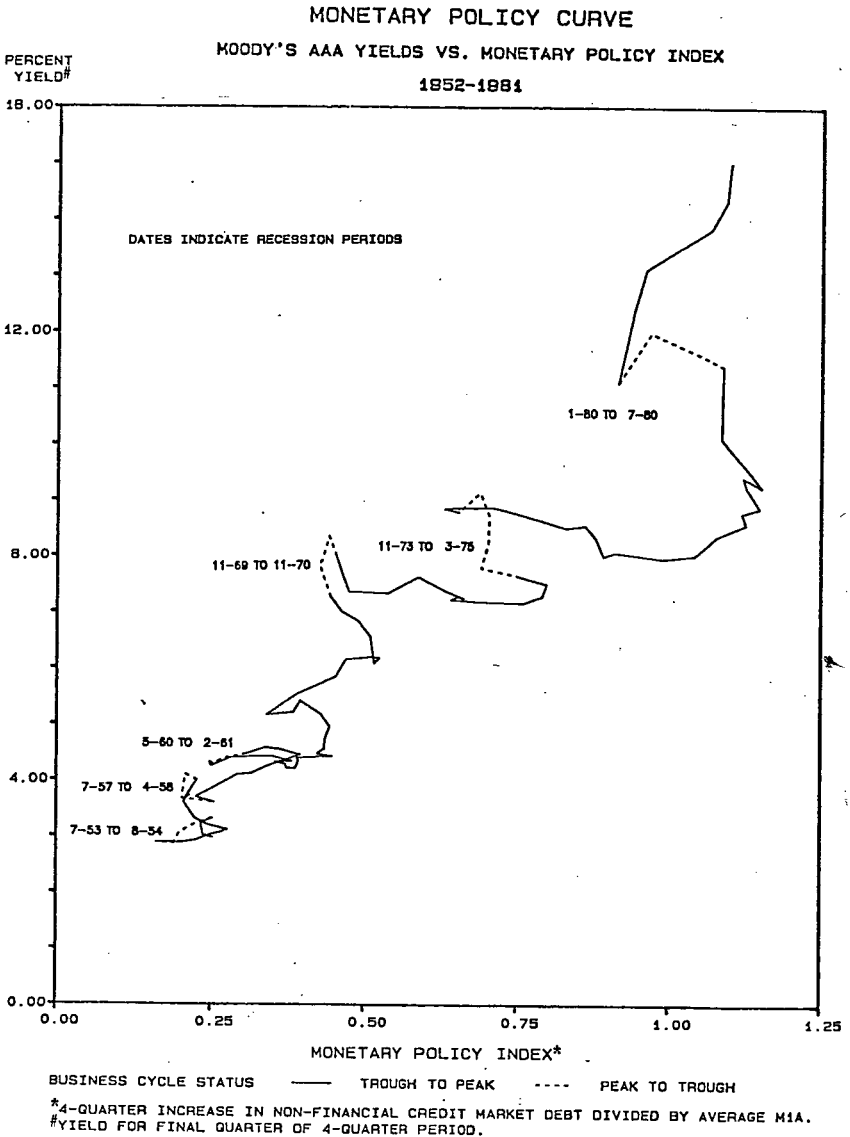 MONETARY POLICY CURVE
MOODY'S AAA YIELDS VS. MONETARY POLICY INDEX
1952-1981
PERCENT
YIELD#
18.00
DATES INDICATE RECESSION PERIODS
12.00
1-80 TO 7-80
11-73 TO 3-75
8.00
11-69 TO 11-70
5-60 TO 2-61
4.00
7-57 TO 4-58
7-53 TO 8-54
0.00
0.00 0.25 0.50 0.75 1.00 1.25
MONETARY POLICY INDEX*
BUSINESS CYCLE STATUS —— TROUGH TO PEAK ---- PEAK TO TROUGH
*4-QUARTER INCREASE IN NON-FINANCIAL CREDIT MARKET DEBT DIVIDED BY AVERAGE M1A.
#YIELD FOR FINAL QUARTER OF 4-QUARTER PERIOD.